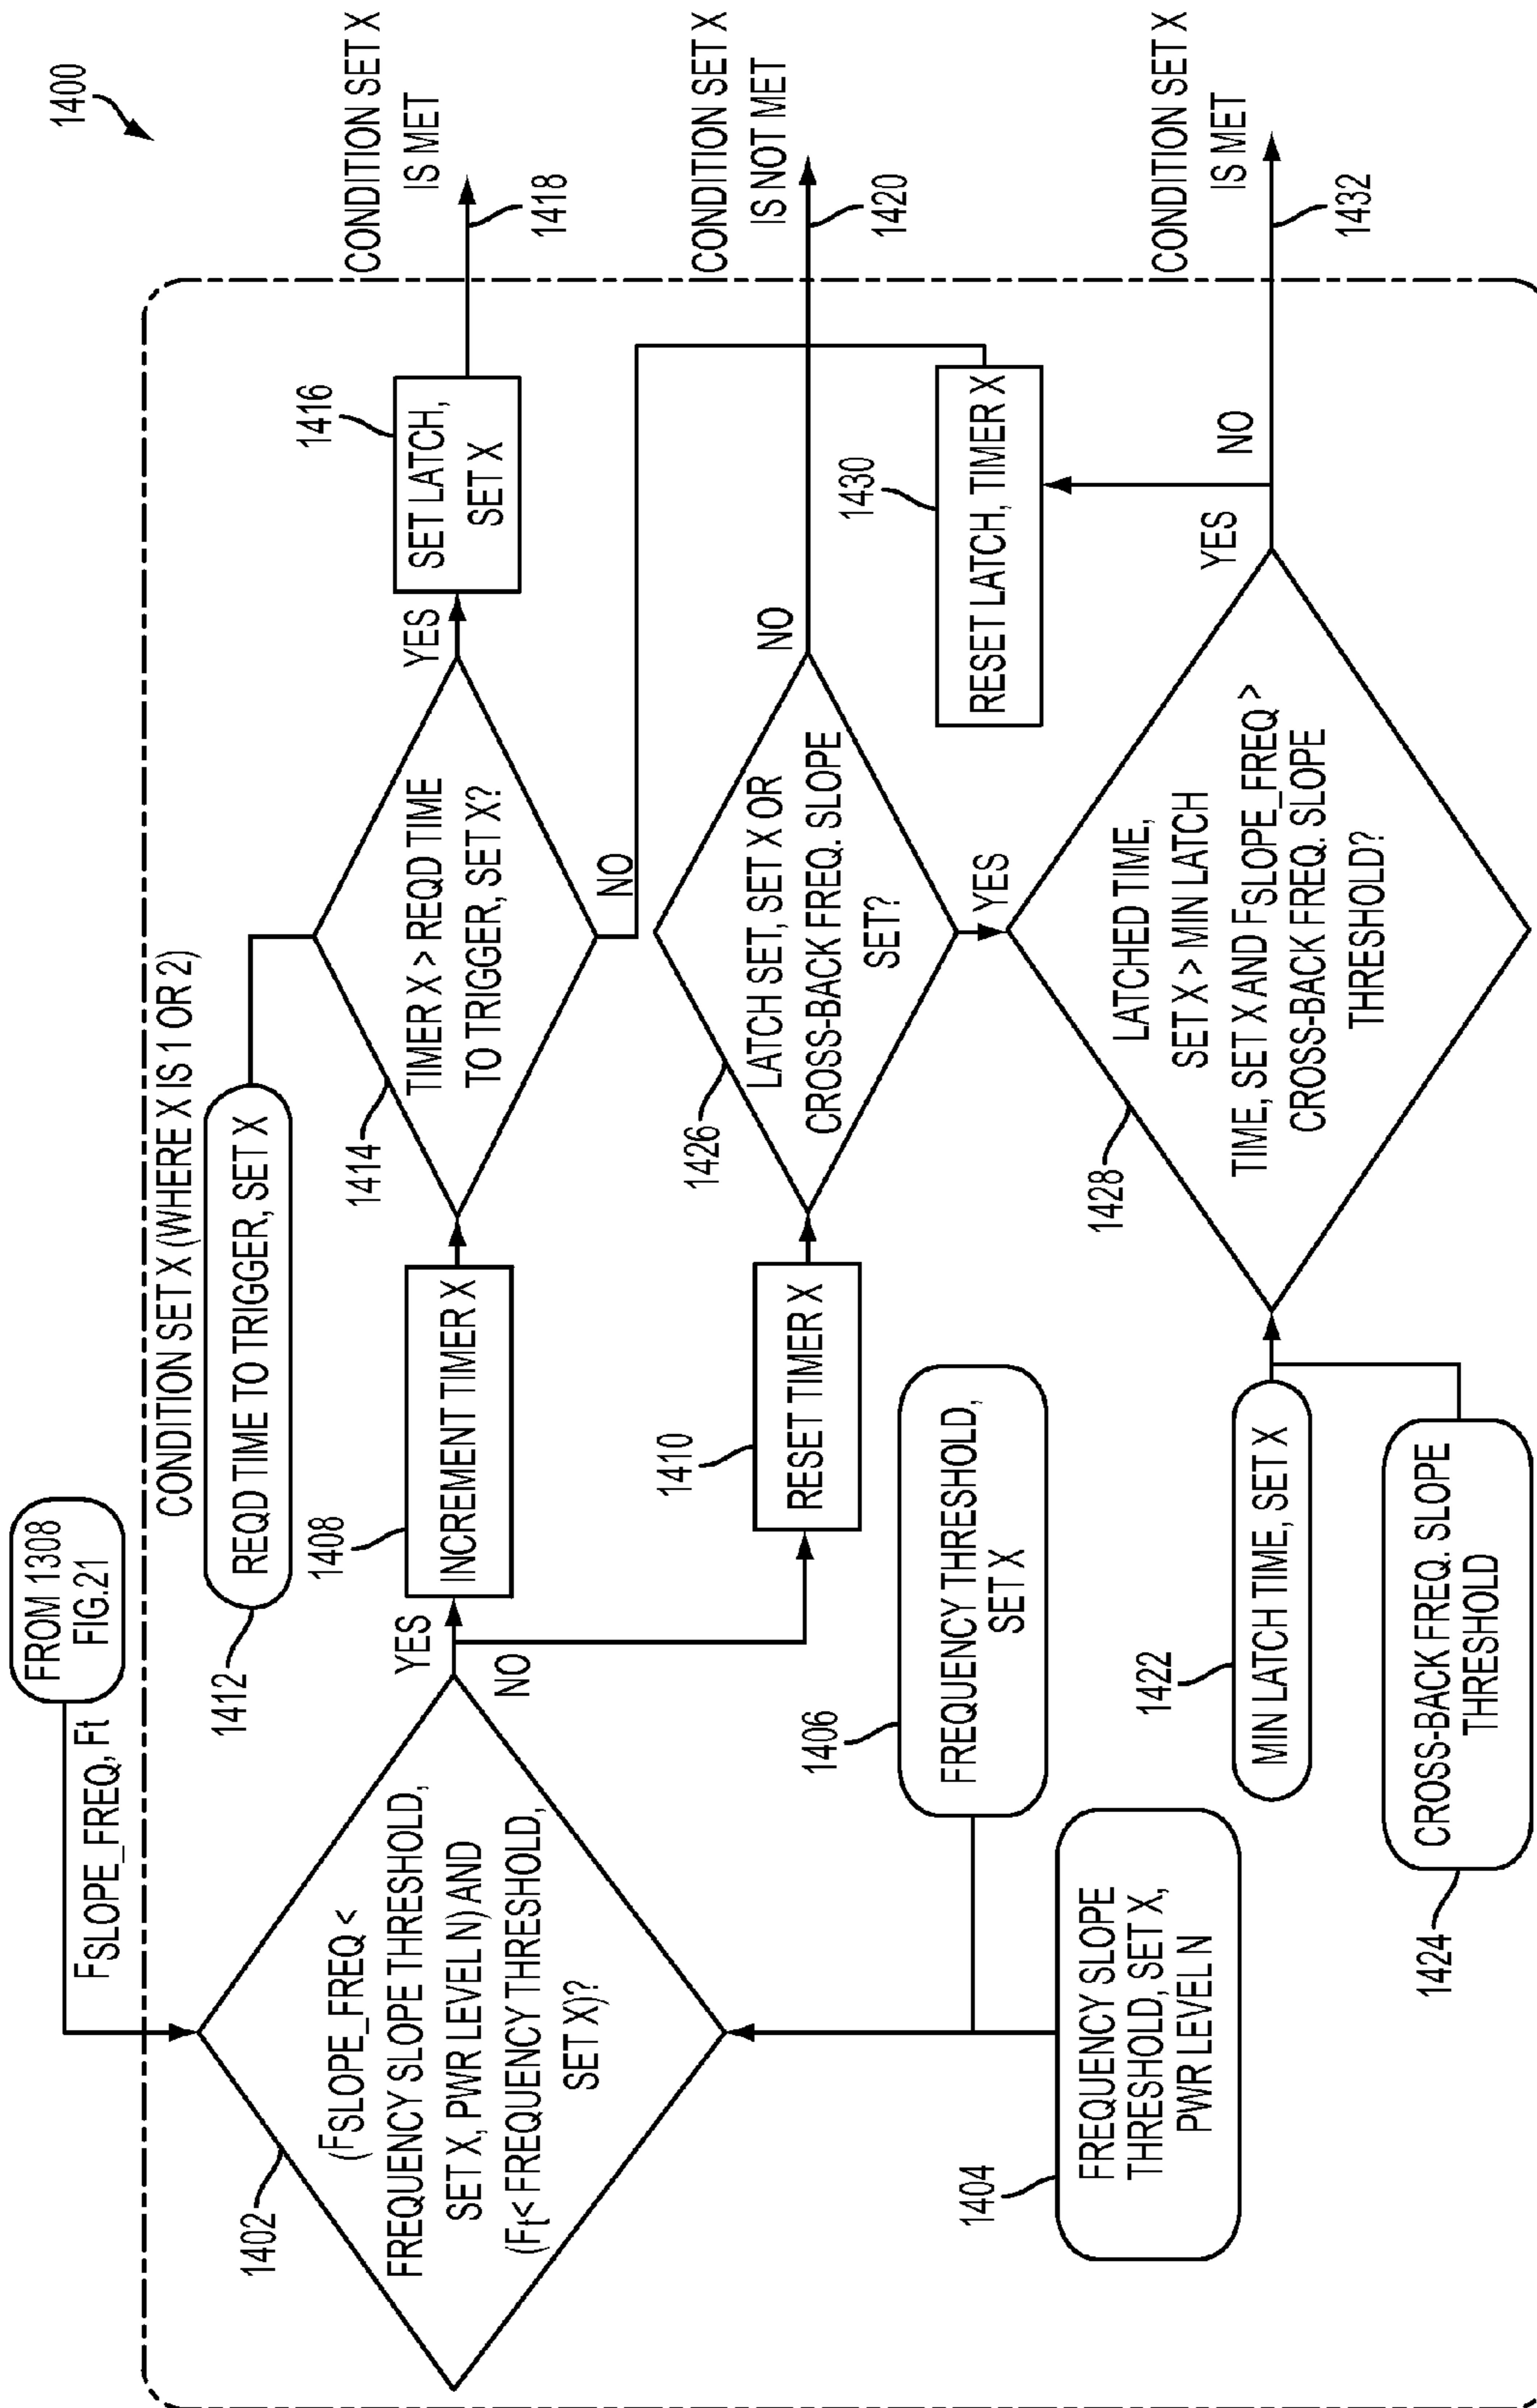 1400
FROM 1308
FIG.21
FSLOPE_FREQ, Ft
CONDITION SET X (WHERE X IS 1 OR 2)
1402
(FSLOPE_FREQ <
FREQUENCY SLOPE THRESHOLD,
SET X, PWR LEVEL N) AND
(Ft< FREQUENCY THRESHOLD,
SET X)?
YES
NO
1412
REQD TIME TO TRIGGER, SET X
1408
INCREMENT TIMER X
1414
TIMER X > REQD TIME
TO TRIGGER, SET X?
YES
NO
1416
SET LATCH,
SET X
CONDITION SET X
IS MET
1418
1410
RESET TIMER X
1426
LATCH SET, SET X OR
CROSS-BACK FREQ. SLOPE
SET?
NO
YES
CONDITION SET X
IS NOT MET
1420
1406
FREQUENCY THRESHOLD,
SET X
1404
FREQUENCY SLOPE
THRESHOLD, SET X,
PWR LEVEL N
1430
RESET LATCH, TIMER X
1422
MIN LATCH TIME, SET X
1424
CROSS-BACK FREQ. SLOPE
THRESHOLD
1428
LATCHED TIME,
SET X > MIN LATCH
TIME, SET X AND FSLOPE_FREQ >
CROSS-BACK FREQ. SLOPE
THRESHOLD?
YES
NO
CONDITION SET X
IS MET
1432